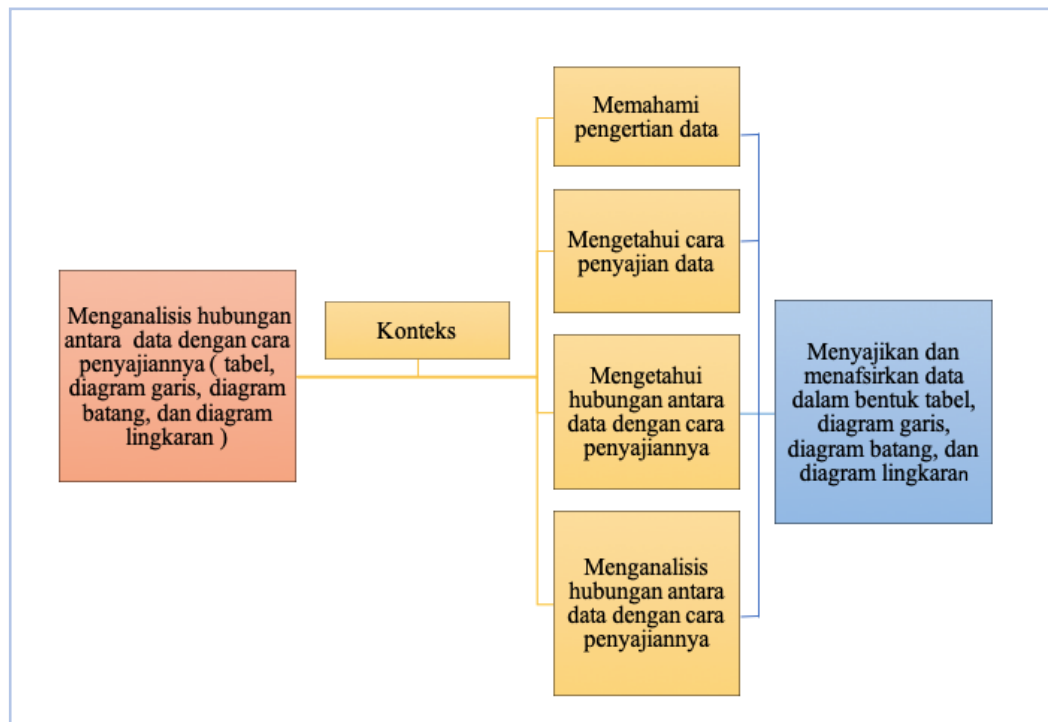 Menganalisis hubungan
antara data dengan cara
penyajiannya ( tabel,
diagram garis, diagram
batang, dan diagram
lingkaran )
Konteks
Memahami
pengertian data
Mengetahui cara
penyajian data
Mengetahui
hubungan antara
data dengan cara
penyajiannya
Menganalisis
hubungan antara
data dengan cara
penyajiannya
Menyajikan dan
menafsirkan data
dalam bentuk tabel,
diagram garis,
diagram batang, dan
diagram lingkaran